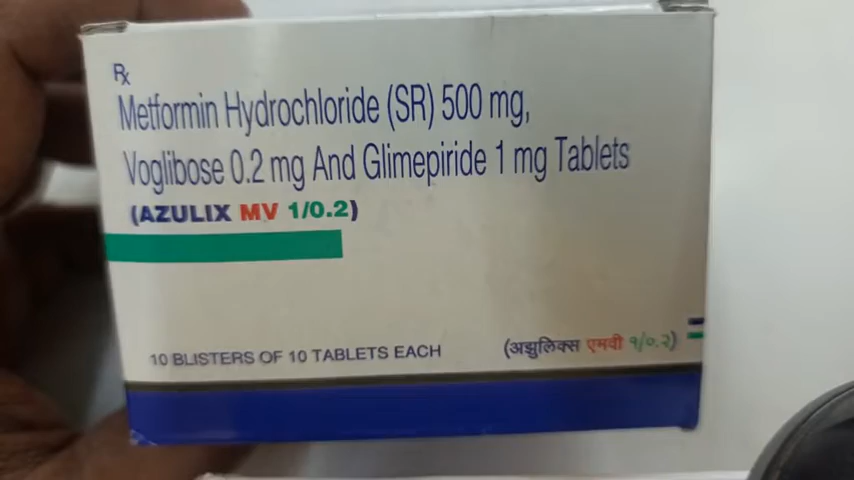 Rx
Metformin Hydrochloride (SR) 500 mg,
Voglibose 0.2 mg And Glimepiride 1 mg Tablets
(AZULIX MV 1/0.2)
10 BLISTERS OF 10 TABLETS EACH
(अझुलिक्स एमवी १/०.२)